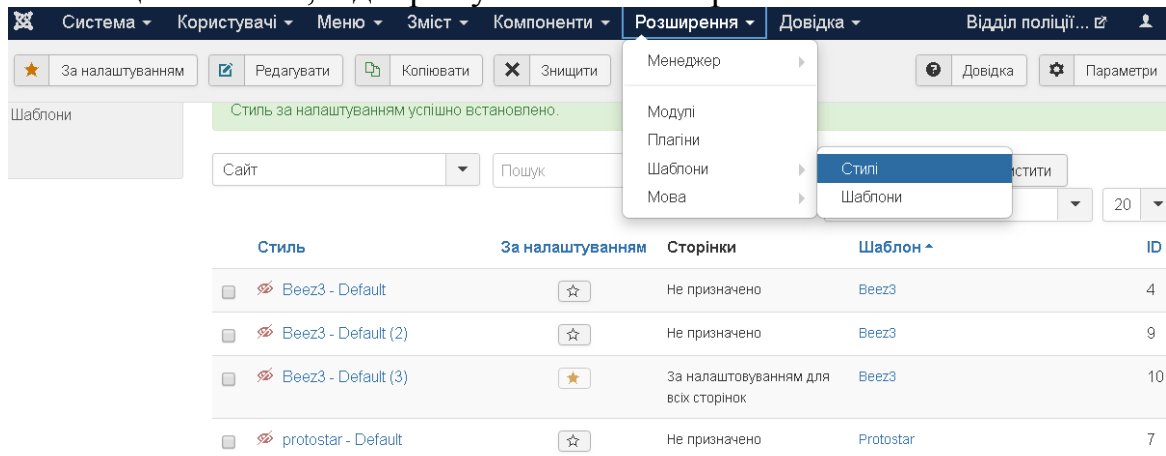 Система Користувачі Меню Зміст Компоненти Розширення Довідка Відділ поліції...
За налаштуванням Редагувати Копіювати Знищити Менеджер Довідка Параметри
Шаблони
Стиль за налаштуванням успішно встановлено.
Модулі
Плагіни
Сайт Пошук Шаблони Стилі
Мова Шаблони 20
Стиль За налаштуванням Сторінки Шаблон ID
Beez3 - Default Не призначено Beez3 4
Beez3 - Default (2) Не призначено Beez3 9
Beez3 - Default (3) За налаштовуванням для Beez3 10
всіх сторінок
protostar - Default Не призначено Protostar 7